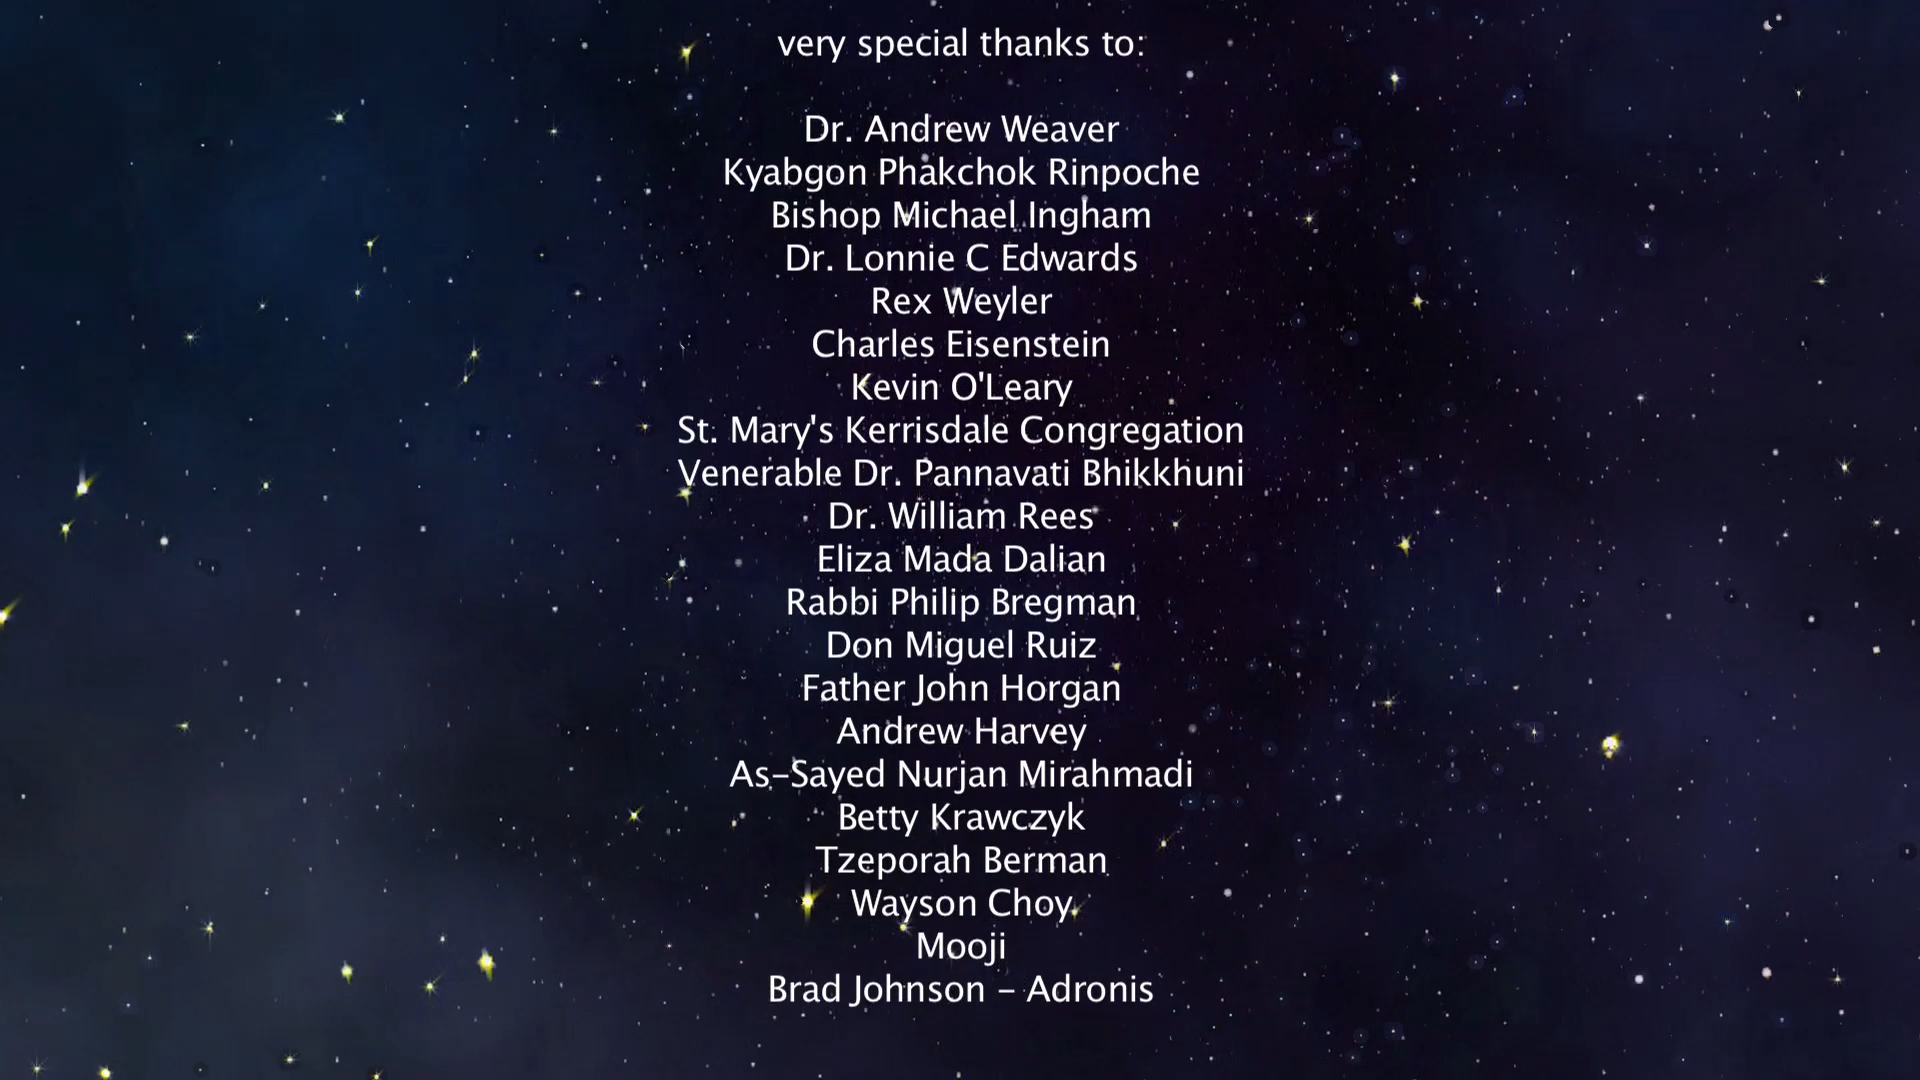 very special thanks to:
Dr. Andrew Weaver
Kyabgon Phakchok Rinpoche
Bishop Michael Ingham
Dr. Lonnie C Edwards
Rex Weyler
Charles Eisenstein
Kevin O'Leary
St. Mary's Kerrisdale Congregation
Venerable Dr. Pannavati Bhikkhuni
Dr. William Rees
Eliza Mada Dalian
Rabbi Philip Bregman
Don Miguel Ruiz
Father John Horgan
Andrew Harvey
As-Sayed Nurjan Mirahmadi
Betty Krawczyk
Tzeporah Berman
Wayson Choy
Mooji
Brad Johnson - Adronis